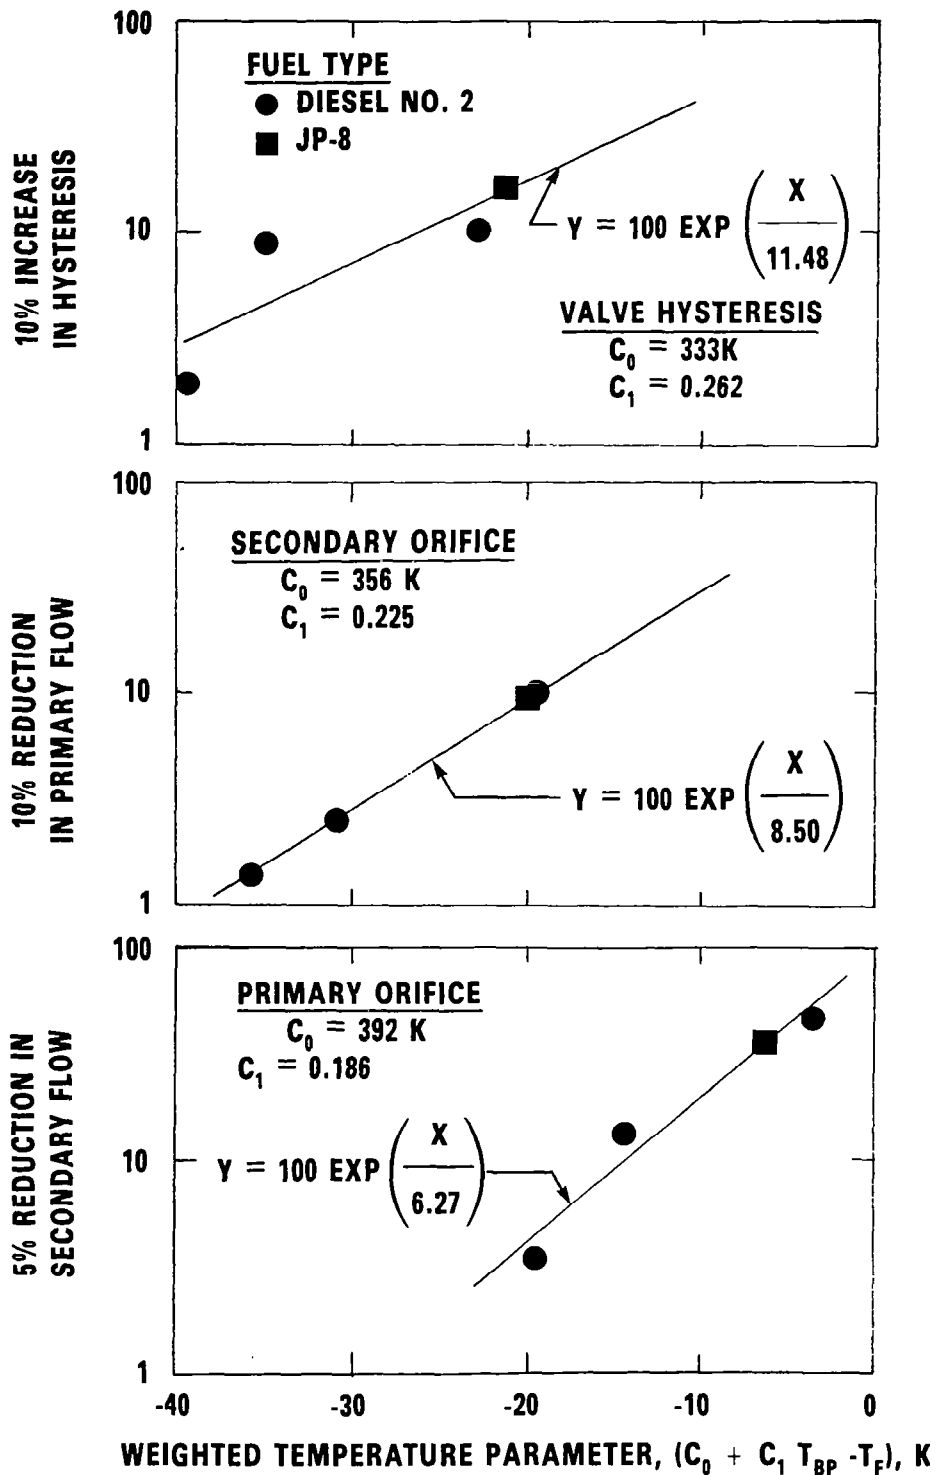 100
FUEL TYPE
DIESEL NO. 2
JP-8
10% INCREASE
IN HYSTERESIS
10
Y = 100 EXP (X / 11.48)
VALVE HYSTERESIS
C₀ = 333K
C₁ = 0.262
1
100
SECONDARY ORIFICE
C₀ = 356 K
C₁ = 0.225
10% REDUCTION
IN PRIMARY FLOW
10
Y = 100 EXP (X / 8.50)
1
100
PRIMARY ORIFICE
C₀ = 392 K
C₁ = 0.186
5% REDUCTION IN
SECONDARY FLOW
10
Y = 100 EXP (X / 6.27)
1
-40 -30 -20 -10 0
WEIGHTED TEMPERATURE PARAMETER, (C₀ + C₁ T_BP -T_F), K